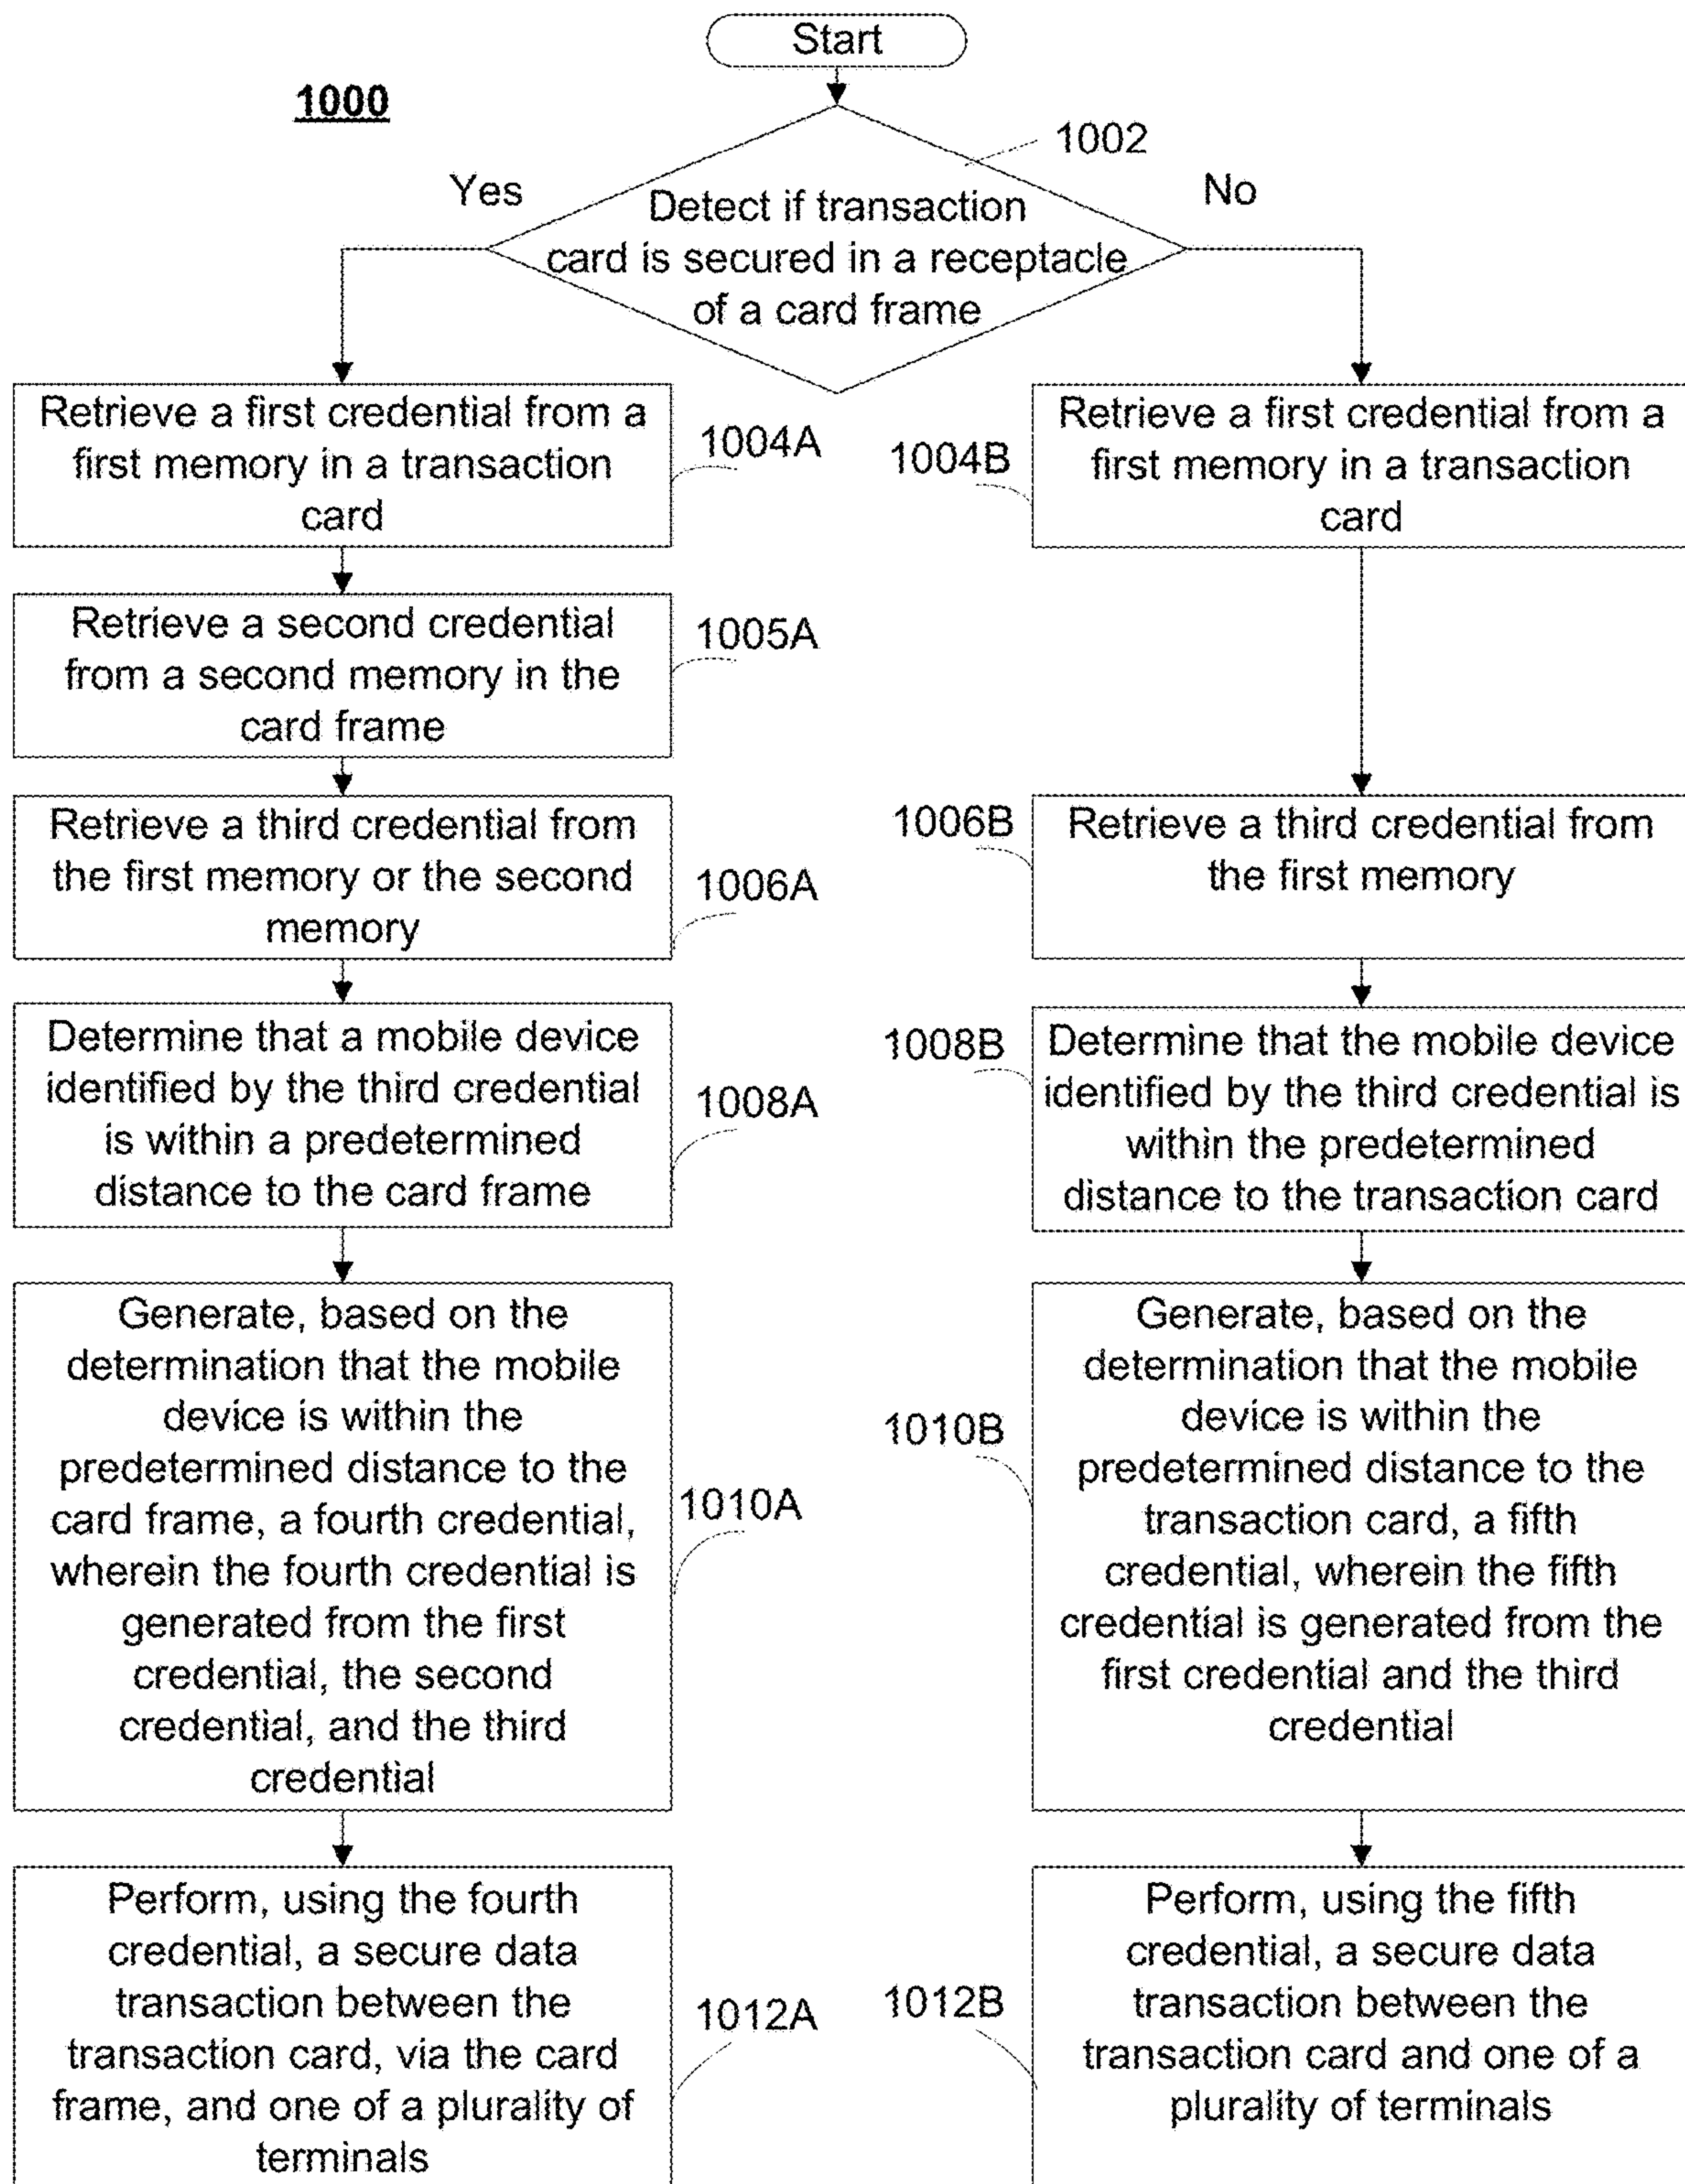 Start
1000
1002
Yes
No
Detect if transaction
card is secured in a receptacle
of a card frame
Retrieve a first credential from a
first memory in a transaction
card
1004A
1004B
Retrieve a first credential from a
first memory in a transaction
card
Retrieve a second credential
from a second memory in the
card frame
1005A
Retrieve a third credential from
the first memory or the second
memory
1006A
1006B
Retrieve a third credential from
the first memory
Determine that a mobile device
identified by the third credential
is within a predetermined
distance to the card frame
1008A
1008B
Determine that the mobile device
identified by the third credential is
within the predetermined
distance to the transaction card
Generate, based on the
determination that the mobile
device is within the
predetermined distance to the
card frame, a fourth credential,
wherein the fourth credential is
generated from the first
credential, the second
credential, and the third
credential
1010A
1010B
Generate, based on the
determination that the mobile
device is within the
predetermined distance to the
transaction card, a fifth
credential, wherein the fifth
credential is generated from the
first credential and the third
credential
Perform, using the fourth
credential, a secure data
transaction between the
transaction card, via the card
frame, and one of a plurality of
terminals
1012A
1012B
Perform, using the fifth
credential, a secure data
transaction between the
transaction card and one of a
plurality of terminals